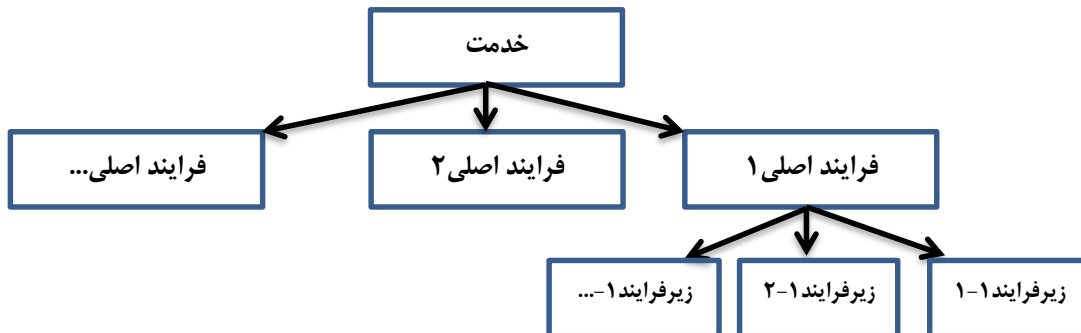 خدمت
فرایند اصلی۱
فرایند اصلی۲
فرایند اصلی...
زیرفرایند۱-۱
زیرفرایند۱-۲
زیرفرایند۱-...